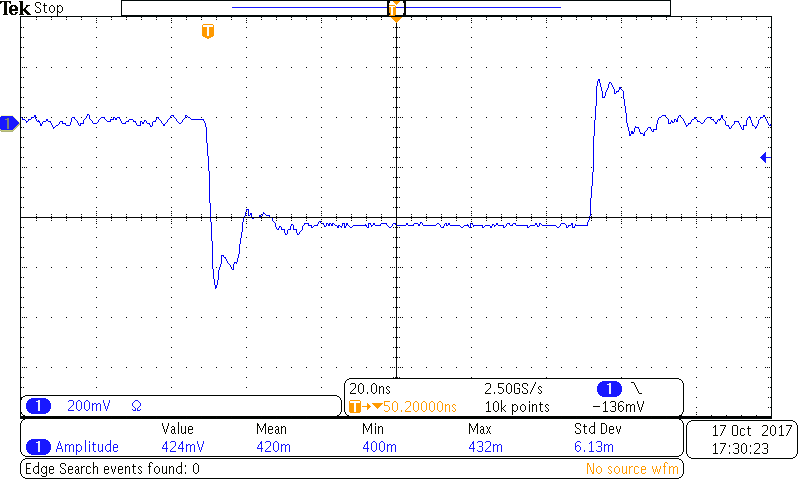 Tek Stop
T
T
1
20.0ns 2.50GS/s 1
1 200mV Ω T→▼50.20000ns 10k points −136mV
Value Mean Min Max Std Dev
1 Amplitude 424mV 420m 400m 432m 6.13m
17 Oct 2017
17:30:23
Edge Search events found: 0 No source wfm